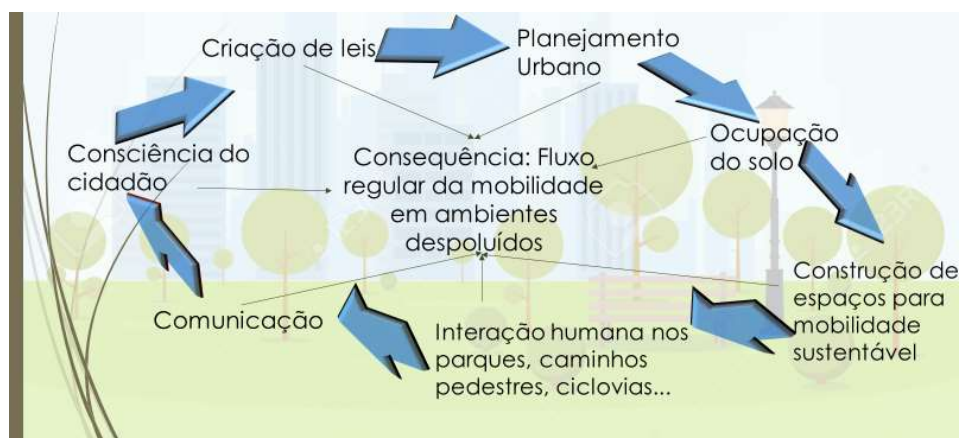 Criação de leis
Planejamento
Urbano
Ocupação
do solo
Construção de
espaços para
mobilidade
sustentável
Interação humana nos
parques, caminhos
pedestres, ciclovias...
Comunicação
Consciência do
cidadão
Consequência: Fluxo
regular da mobilidade
em ambientes
despoluídos